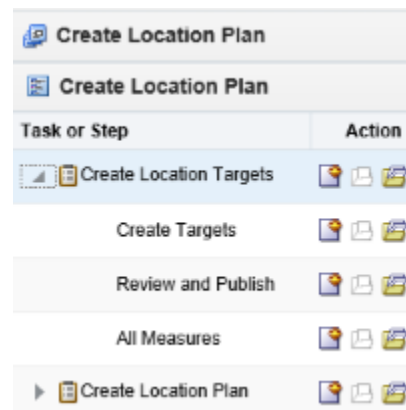 Create Location Plan
Create Location Plan
Task or Step Action
Create Location Targets
Create Targets
Review and Publish
All Measures
Create Location Plan